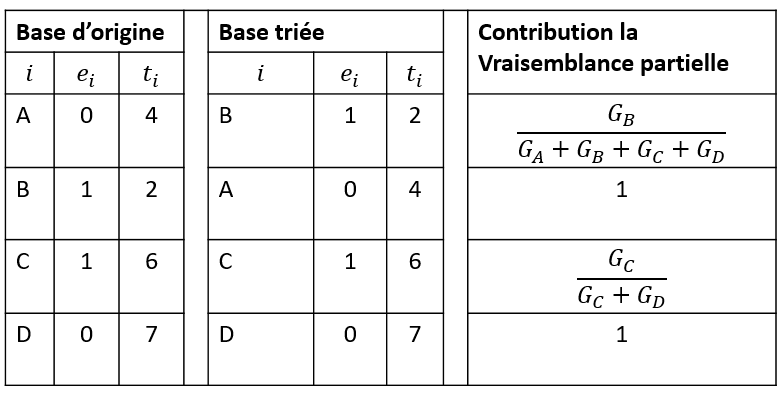 Base d’origine Base triée Contribution la
Vraisemblance partielle
i e_i t_i i e_i t_i
A 0 4 B 1 2 G_B / (G_A + G_B + G_C + G_D)
B 1 2 A 0 4 1
C 1 6 C 1 6 G_C / (G_C + G_D)
D 0 7 D 0 7 1